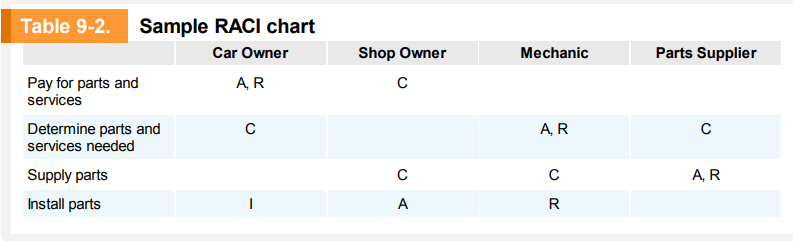 Table 9-2. Sample RACI chart
Car Owner Shop Owner Mechanic Parts Supplier
Pay for parts and A, R C
services
Determine parts and C A, R C
services needed
Supply parts C C A, R
Install parts I A R